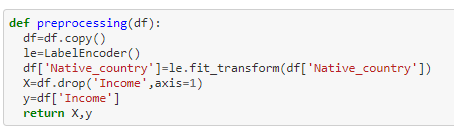 def preprocessing(df):
  df=df.copy()
  le=LabelEncoder()
  df['Native_country']=le.fit_transform(df['Native_country'])
  X=df.drop('Income',axis=1)
  y=df['Income']
  return X,y